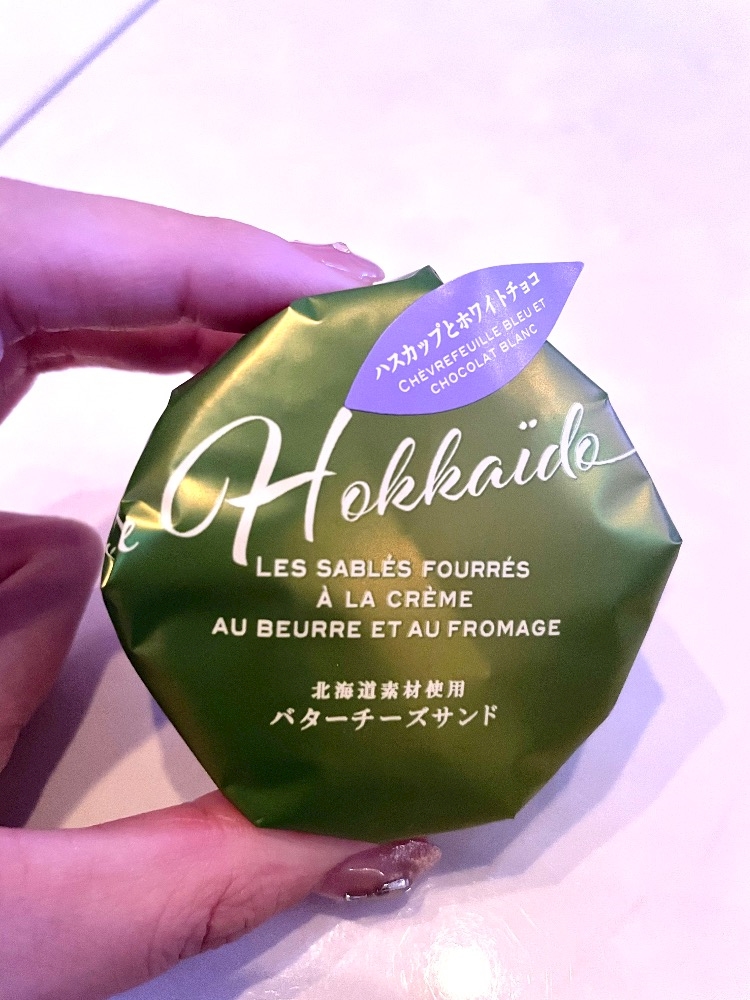 ハスカップとホワイトチョコ
CHÈVREFEUILLE BLEU ET
CHOCOLAT BLANC
Hokkaïdo
LES SABLÉS FOURRÉS
À LA CRÈME
AU BEURRE ET AU FROMAGE
北海道素材使用
バターチーズサンド